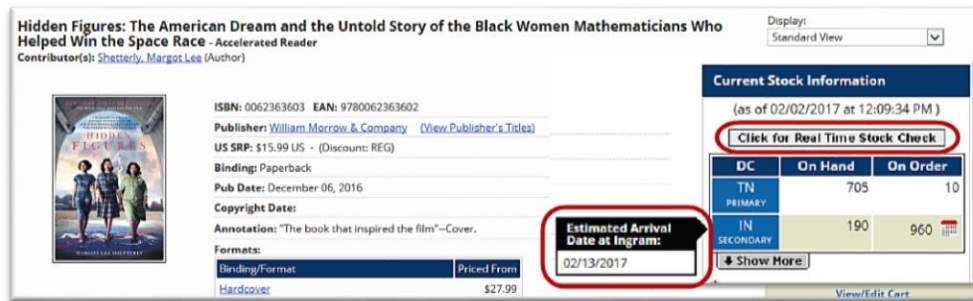 Hidden Figures: The American Dream and the Untold Story of the Black Women Mathematicians Who
Helped Win the Space Race - Accelerated Reader
Contributor(s): Shetterly, Margot Lee (Author)
Display:
Standard View
HIDDEN
FIGURES
MARGOT LEE SHETTERLY
ISBN: 0062363603 EAN: 9780062363602
Publisher: William Morrow & Company (View Publisher's Titles)
US SRP: $15.99 US - (Discount: REG)
Binding: Paperback
Pub Date: December 06, 2016
Copyright Date:
Annotation: "The book that inspired the film"--Cover.
Formats:
Binding/Format Priced From
Hardcover $27.99
Estimated Arrival
Date at Ingram:
02/13/2017
Current Stock Information
(as of 02/02/2017 at 12:09:34 PM )
Click for Real Time Stock Check
DC On Hand On Order
TN 705 10
PRIMARY
IN 190 960
SECONDARY
Show More
View/Edit Cart